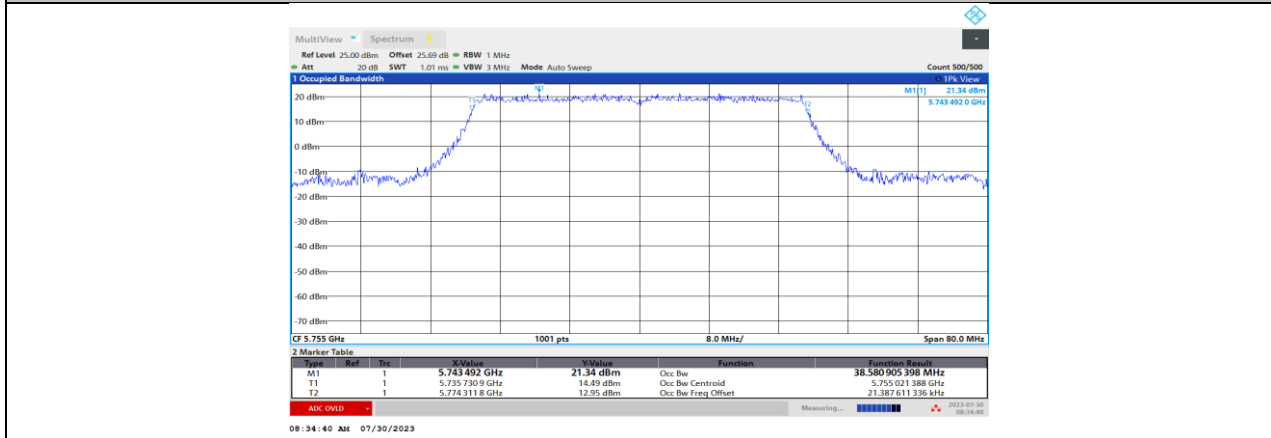 MultiView Spectrum
Ref Level 25.00 dBm Offset 25.69 dB RBW 1 MHz
Att 20 dB SWT 1.01 ms VBW 3 MHz Mode Auto Sweep Count 500/500
1 Occupied Bandwidth 1Pk View
M1 M1[1] 21.34 dBm
20 dBm T1 T2 5.743 492 0 GHz
10 dBm
0 dBm
-10 dBm
-20 dBm
-30 dBm
-40 dBm
-50 dBm
-60 dBm
-70 dBm
CF 5.755 GHz 1001 pts 8.0 MHz/ Span 80.0 MHz
2 Marker Table
Type Ref Trc X-Value Y-Value Function Function Result
M1 1 5.743 492 GHz 21.34 dBm Occ Bw 38.580 905 398 MHz
T1 1 5.735 730 9 GHz 14.49 dBm Occ Bw Centroid 5.755 021 388 GHz
T2 1 5.774 311 8 GHz 12.95 dBm Occ Bw Freq Offset 21.387 611 336 kHz
ADC OVLD Measuring... 2023-07-30
08:34:40
08:34:40 AM 07/30/2023